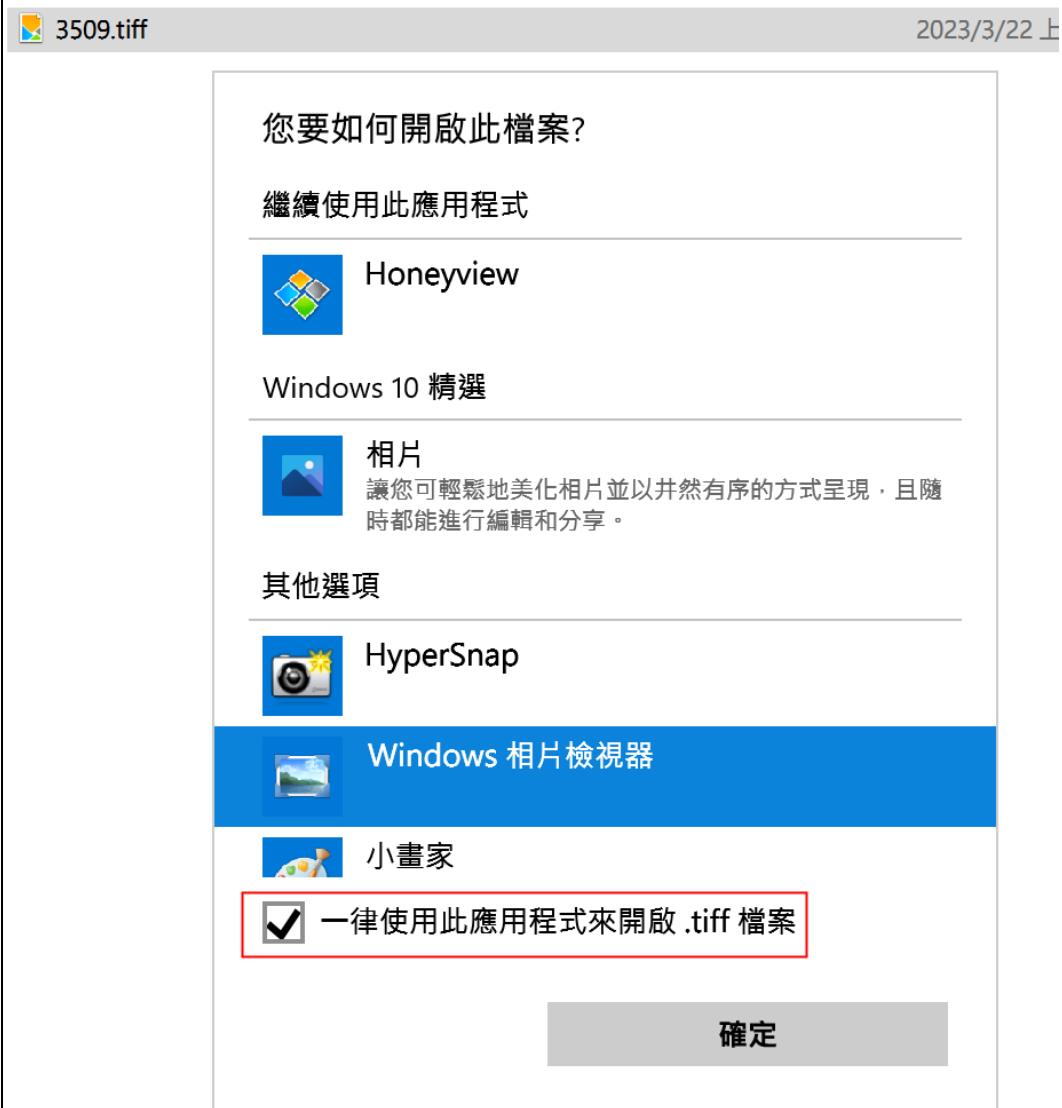 3509.tiff
2023/3/22 上
您要如何開啟此檔案?
繼續使用此應用程式
Honeyview
Windows 10 精選
相片
讓您可輕鬆地美化相片並以井然有序的方式呈現，且隨
時都能進行編輯和分享。
其他選項
HyperSnap
Windows 相片檢視器
小畫家
一律使用此應用程式來開啟 .tiff 檔案
確定